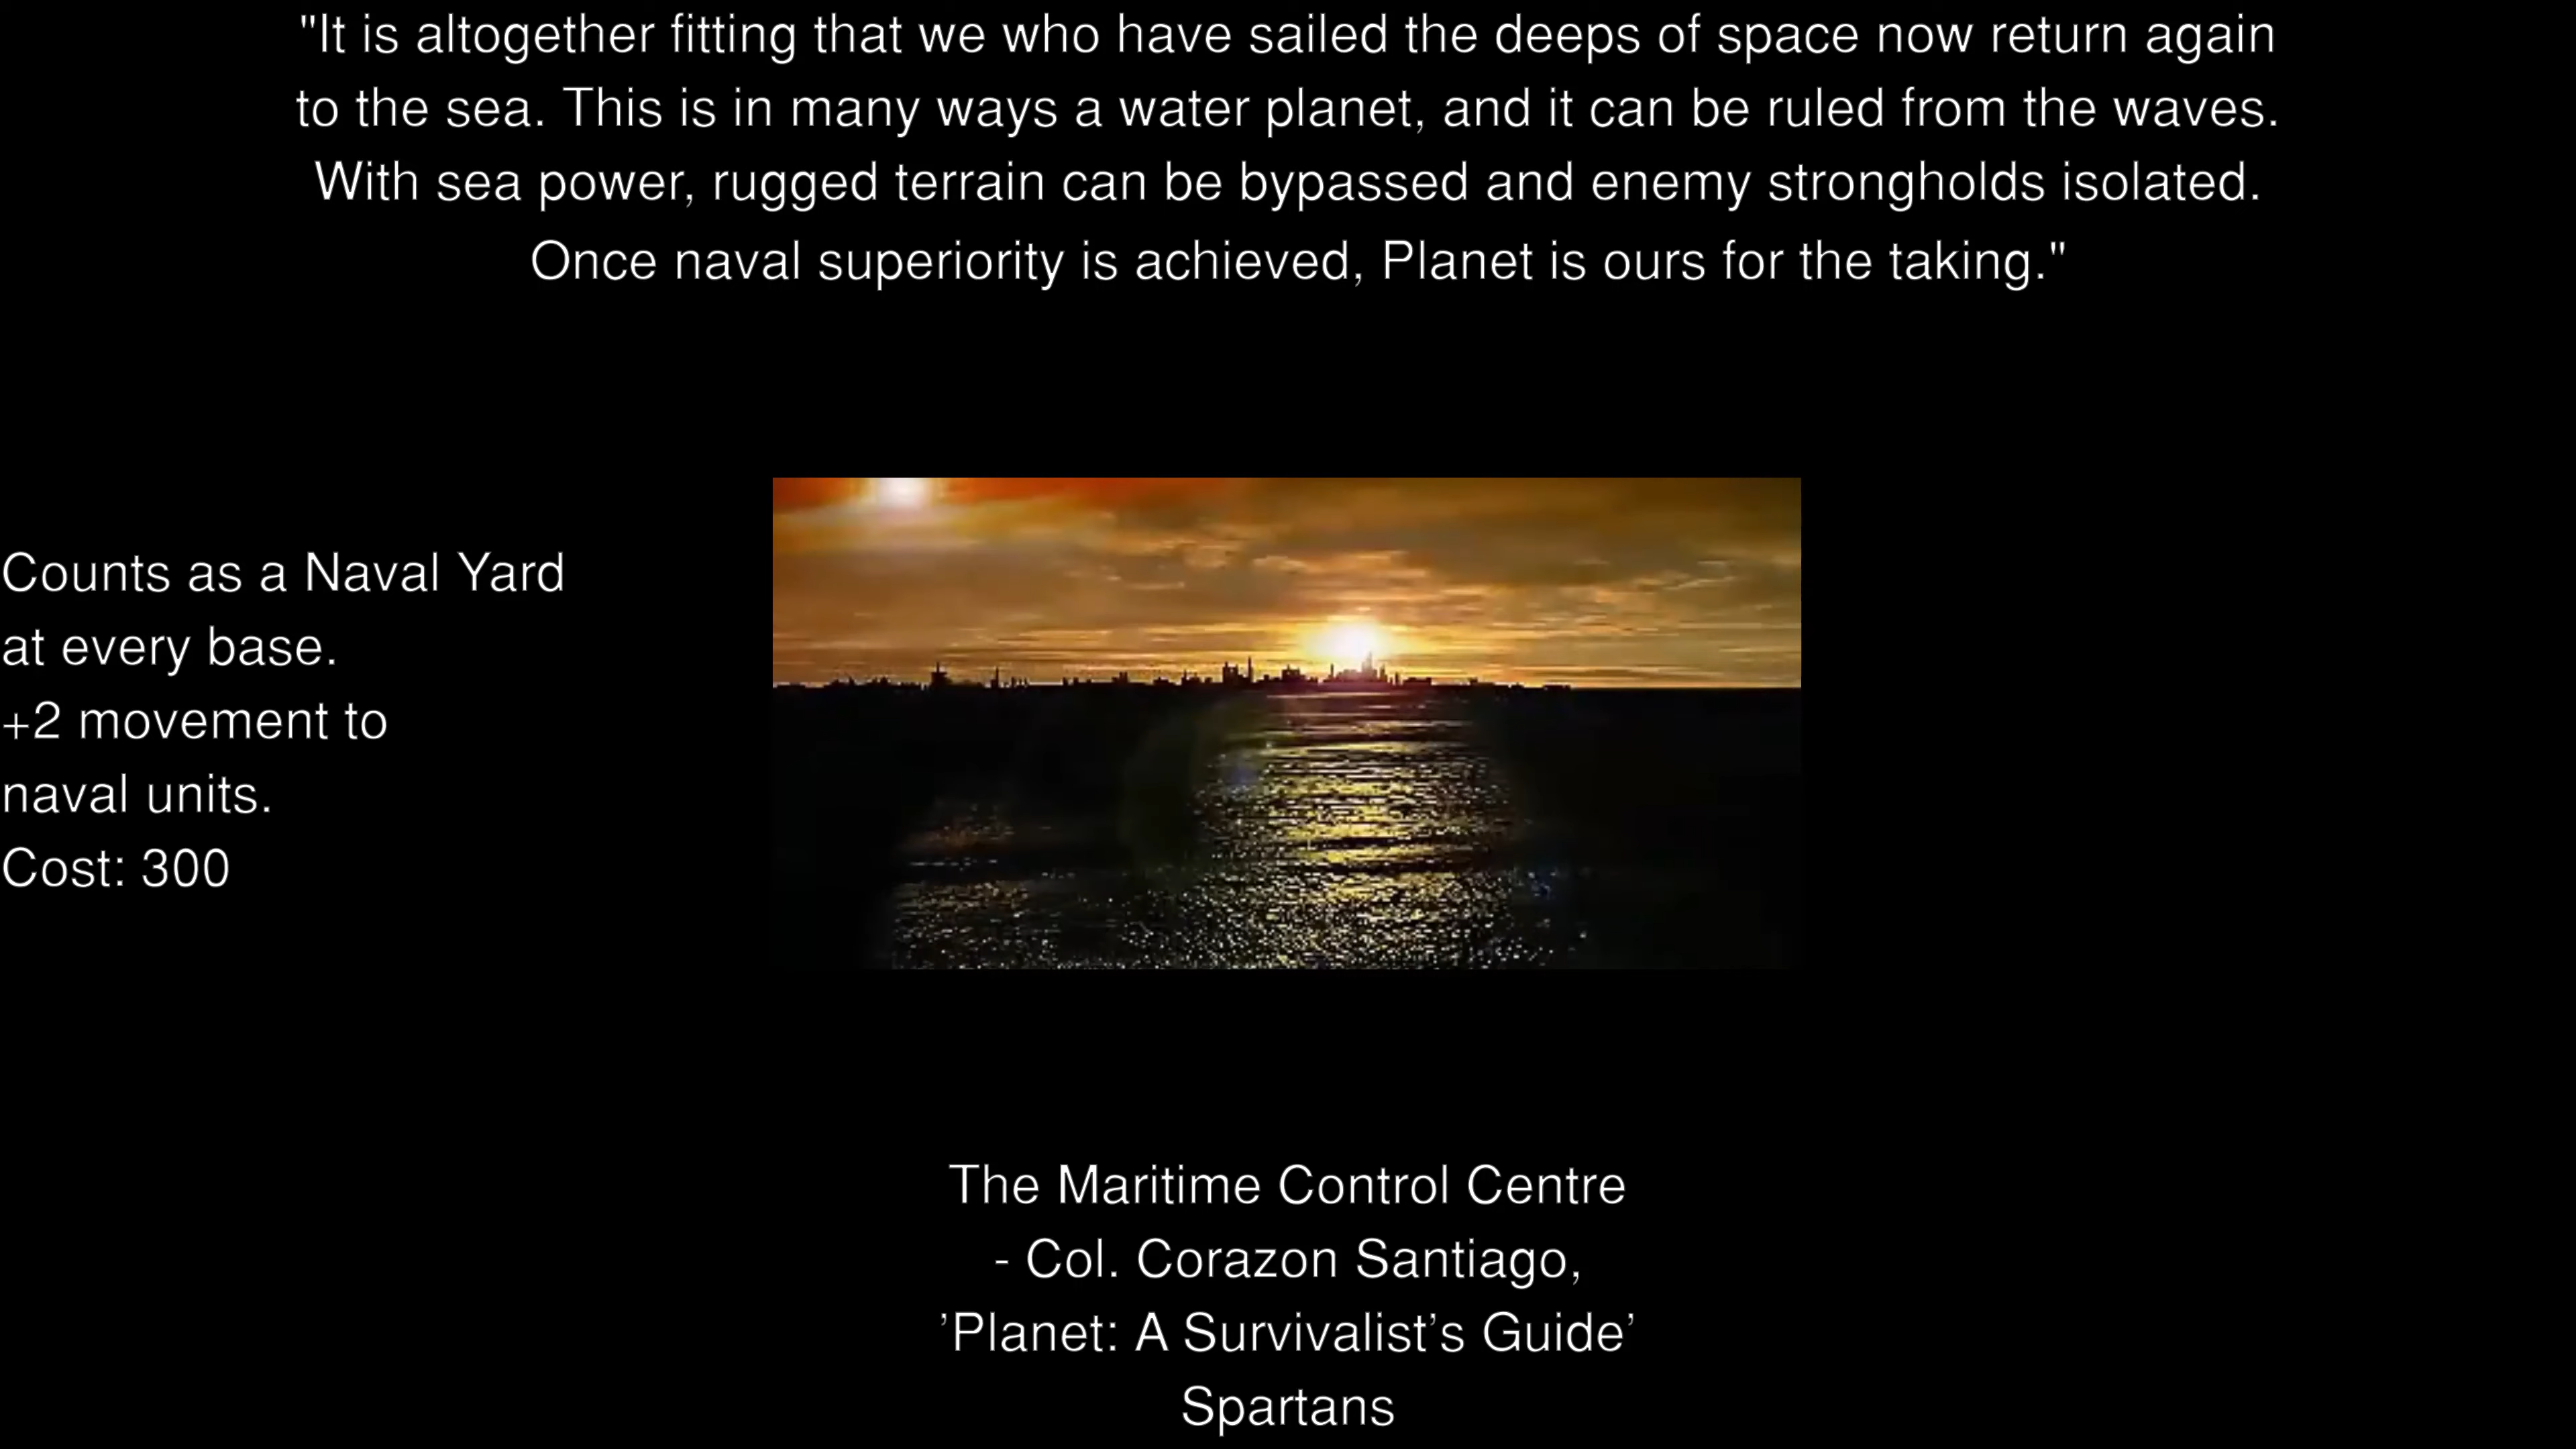 "It is altogether fitting that we who have sailed the deeps of space now return again
to the sea. This is in many ways a water planet, and it can be ruled from the waves.
With sea power, rugged terrain can be bypassed and enemy strongholds isolated.
Once naval superiority is achieved, Planet is ours for the taking."
Counts as a Naval Yard
at every base.
+2 movement to
naval units.
Cost: 300
The Maritime Control Centre
- Col. Corazon Santiago,
’Planet: A Survivalist’s Guide’
Spartans